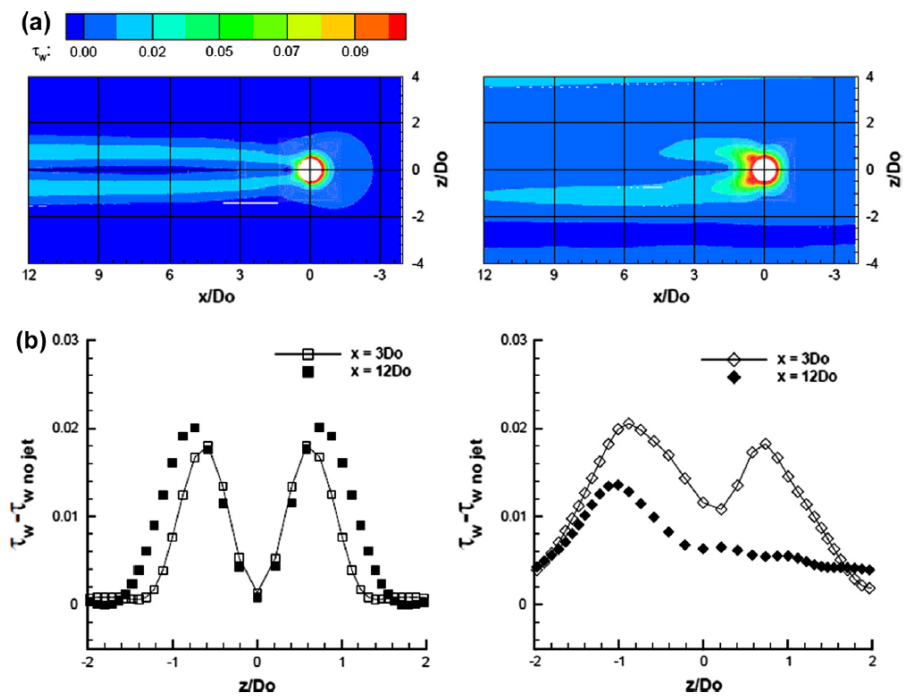 (a)
τw: 0.00 0.02 0.05 0.07 0.09
4
2
0
-2
-4
z/Do
12 9 6 3 0 -3
x/Do
4
2
0
-2
-4
z/Do
12 9 6 3 0 -3
x/Do
(b)
0.03
0.02
0.01
0
τw-τw no jet
x = 3Do
x = 12Do
-2 -1 0 1 2
z/Do
0.03
0.02
0.01
0
τw-τw no jet
x = 3Do
x = 12Do
-2 -1 0 1 2
z/Do